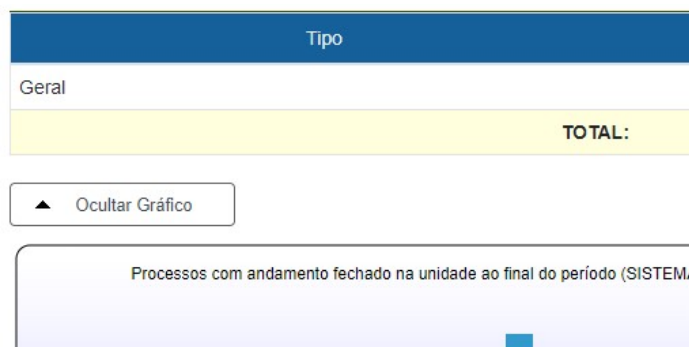 Tipo
Geral
TOTAL:
Ocultar Gráfico
Processos com andamento fechado na unidade ao final do período (SISTEMA